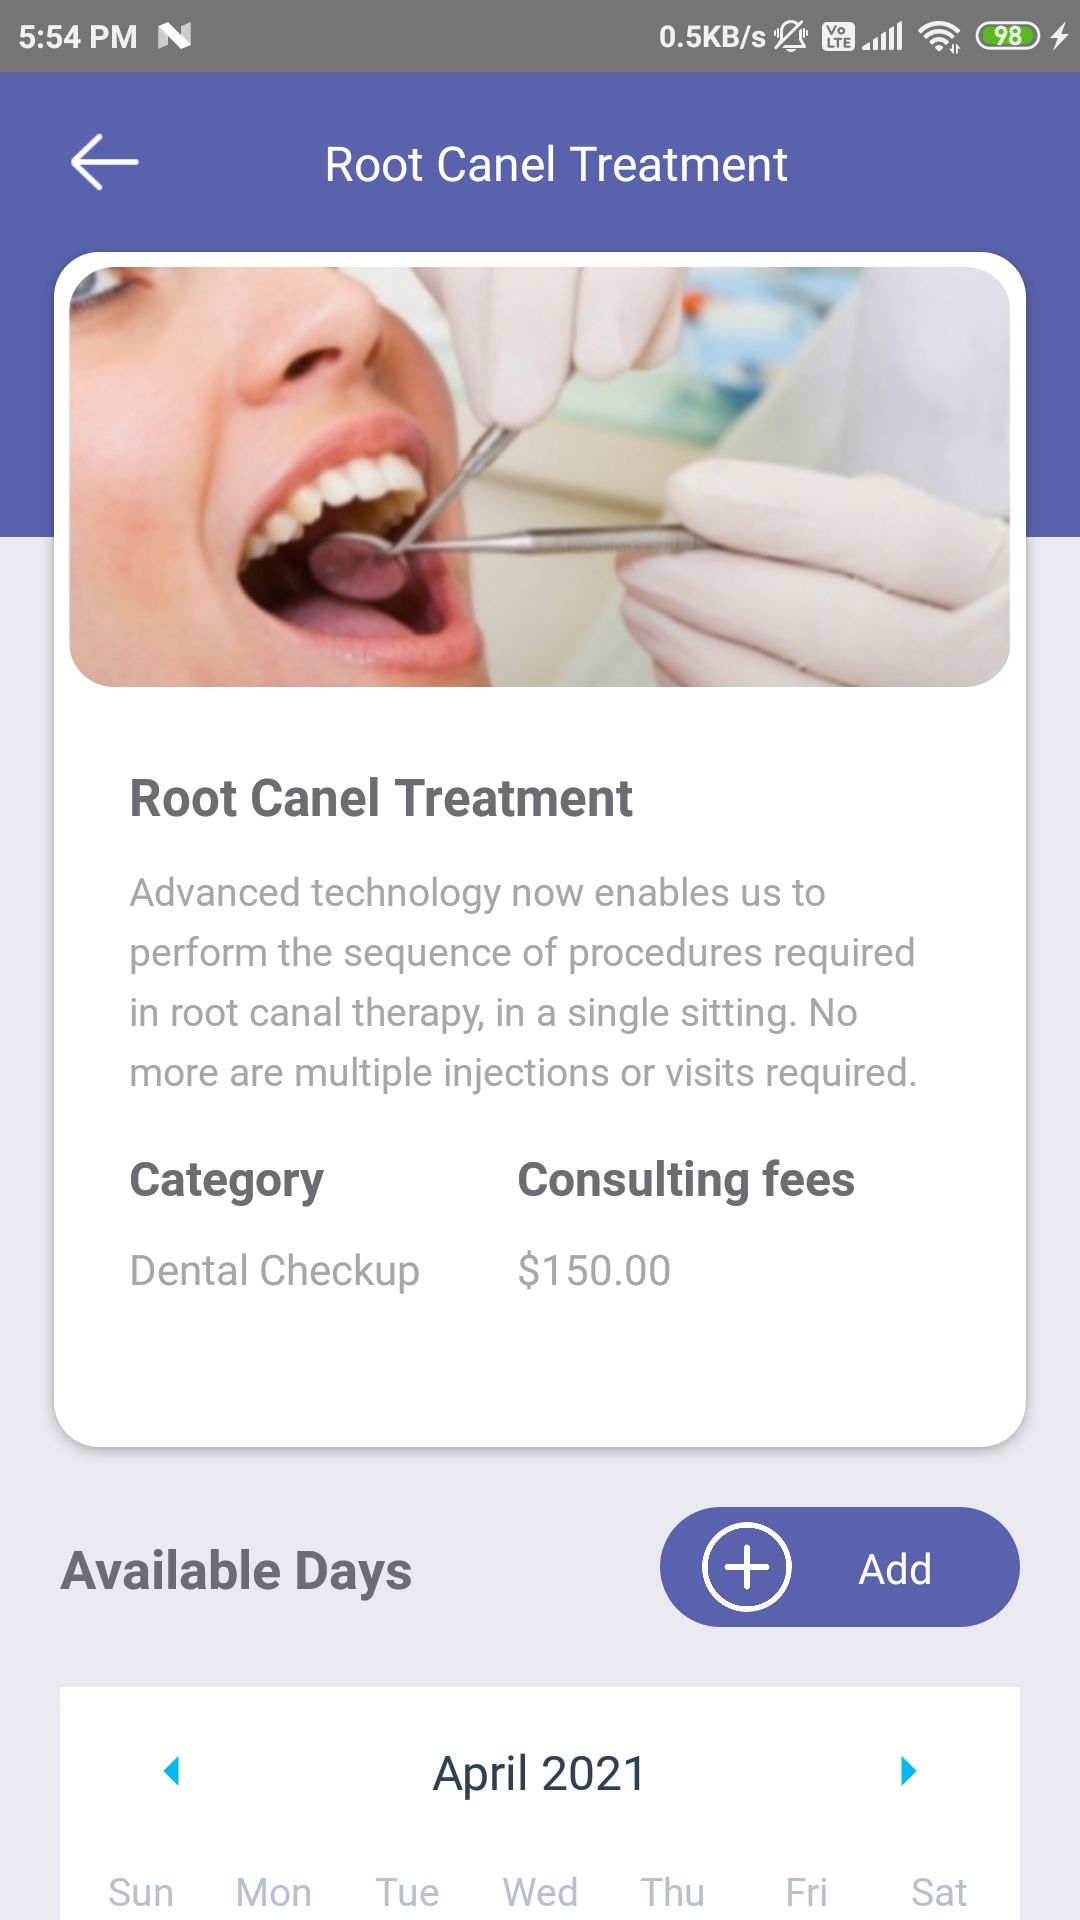 5:54 PM 0.5KB/s Vo LTE 98
Root Canel Treatment
Root Canel Treatment
Advanced technology now enables us to
perform the sequence of procedures required
in root canal therapy, in a single sitting. No
more are multiple injections or visits required.
Category Consulting fees
Dental Checkup $150.00
Available Days Add
April 2021
Sun Mon Tue Wed Thu Fri Sat